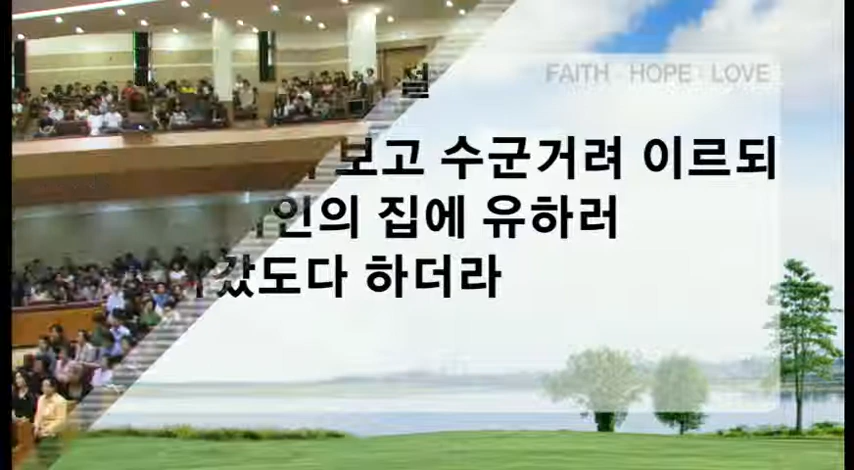 FAITH · HOPE · LOVE
절
보고 수군거려 이르되
인의 집에 유하러
갔도다 하더라